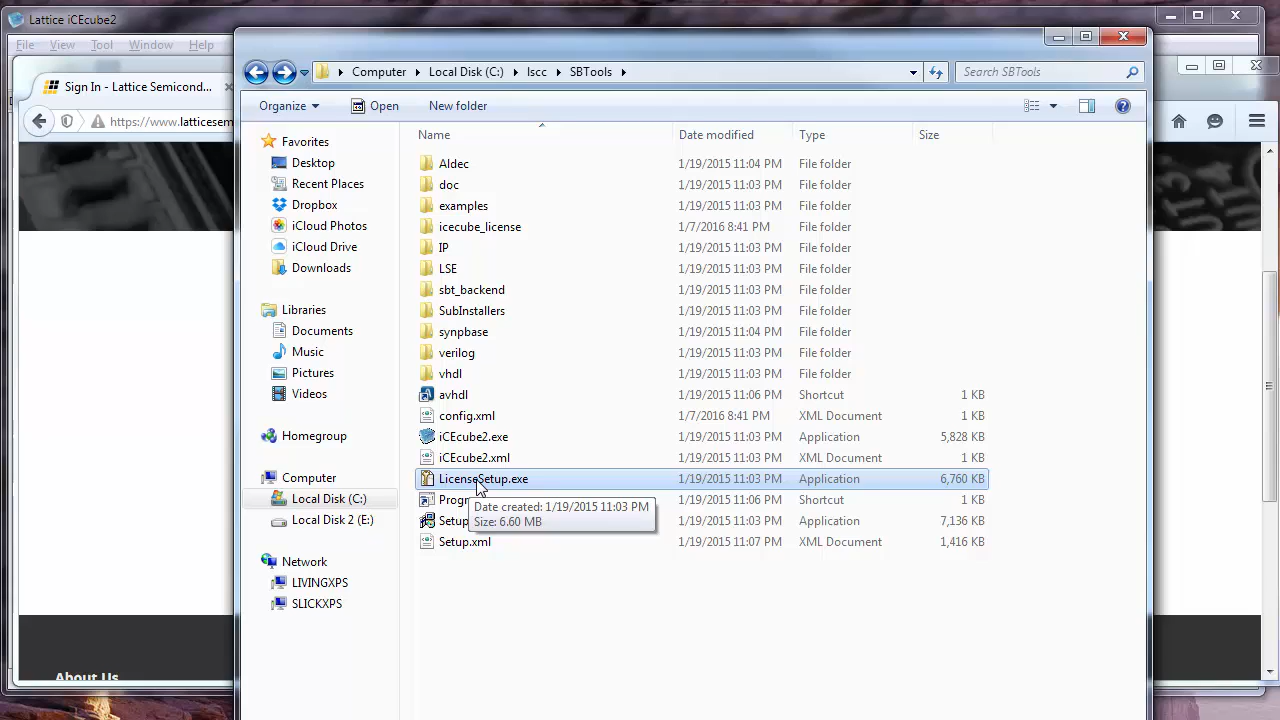 Lattice iCEcube2
File View Tool Window Help
Sign In - Lattice Semicond...
https://www.latticesem
Computer Local Disk (C:) lscc SBTools
Search SBTools
Organize Open New folder
Name Date modified Type Size
Favorites
Desktop
Recent Places
Dropbox
iCloud Photos
iCloud Drive
Downloads
Libraries
Documents
Music
Pictures
Videos
Homegroup
Computer
Local Disk (C:)
Local Disk 2 (E:)
Network
LIVINGXPS
SLICKXPS
Aldec 1/19/2015 11:04 PM File folder
doc 1/19/2015 11:03 PM File folder
examples 1/19/2015 11:03 PM File folder
icecube_license 1/7/2016 8:41 PM File folder
IP 1/19/2015 11:03 PM File folder
LSE 1/19/2015 11:03 PM File folder
sbt_backend 1/19/2015 11:03 PM File folder
SubInstallers 1/19/2015 11:03 PM File folder
synpbase 1/19/2015 11:04 PM File folder
verilog 1/19/2015 11:03 PM File folder
vhdl 1/19/2015 11:03 PM File folder
avhdl 1/19/2015 11:06 PM Shortcut 1 KB
config.xml 1/7/2016 8:41 PM XML Document 1 KB
iCEcube2.exe 1/19/2015 11:03 PM Application 5,828 KB
iCEcube2.xml 1/19/2015 11:03 PM XML Document 1 KB
LicenseSetup.exe 1/19/2015 11:03 PM Application 6,760 KB
Progr 1/19/2015 11:06 PM Shortcut 1 KB
Setup 1/19/2015 11:03 PM Application 7,136 KB
Setup.xml 1/19/2015 11:07 PM XML Document 1,416 KB
Date created: 1/19/2015 11:03 PM
Size: 6.60 MB
About Us